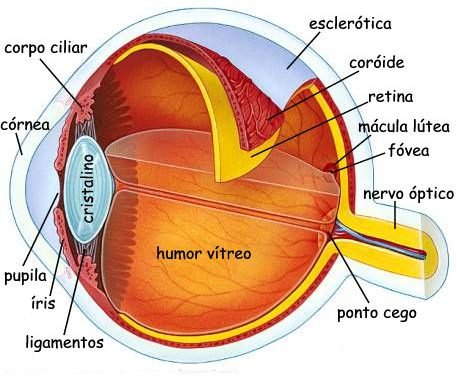 esclerótica
corpo ciliar
coróide
retina
córnea
mácula lútea
fóvea
cristalino
nervo óptico
humor vítreo
pupila
íris
ponto cego
ligamentos